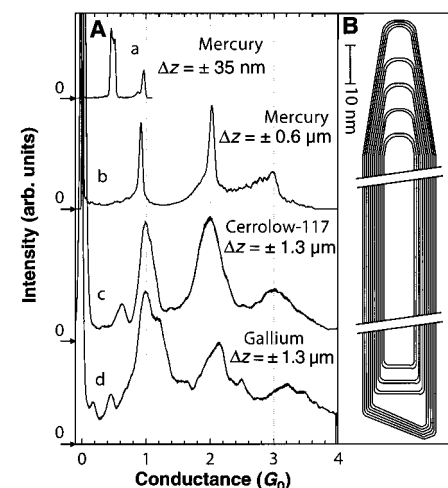 A
B
a
Mercury
Δz = ± 35 nm
0
10 nm
Mercury
Δz = ± 0.6 µm
b
0
Intensity (arb. units)
Cerrolow-117
Δz = ± 1.3 µm
c
0
Gallium
Δz = ± 1.3 µm
d
0
0 1 2 3 4
Conductance (G₀)